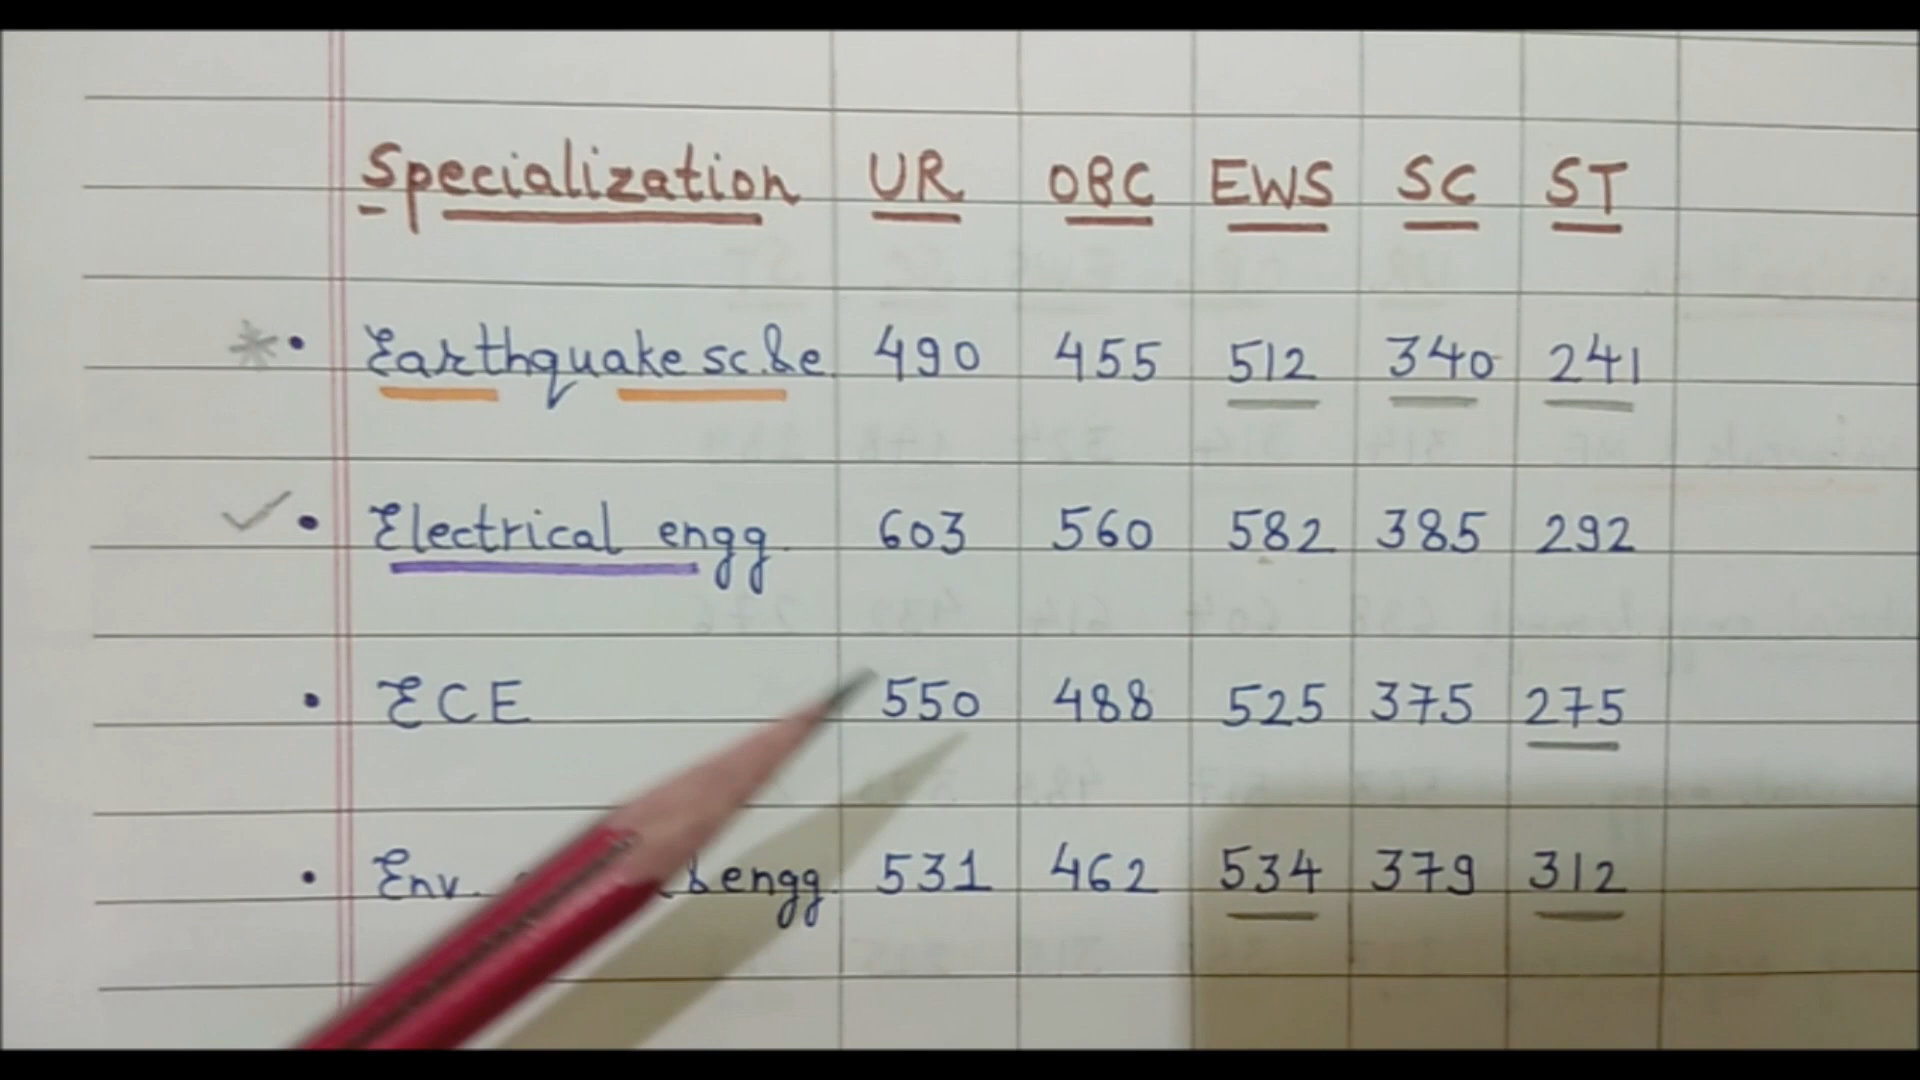 Specialization UR OBC EWS SC ST
* • Earthquake sc. & e 490 455 512 340 241
✓ • Electrical engg. 603 560 582 385 292
• ECE 550 488 525 375 275
• Env. & engg. 531 462 534 379 312